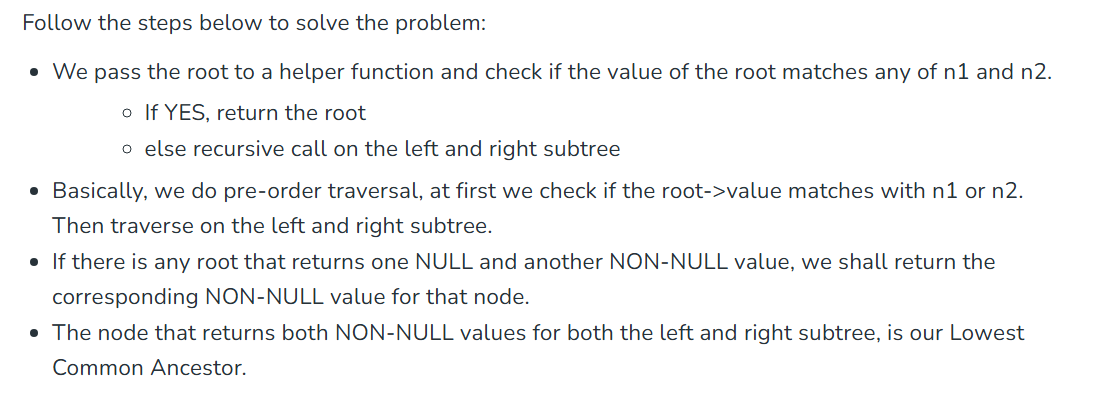 Follow the steps below to solve the problem:
• We pass the root to a helper function and check if the value of the root matches any of n1 and n2.
◦ If YES, return the root
◦ else recursive call on the left and right subtree
• Basically, we do pre-order traversal, at first we check if the root->value matches with n1 or n2.
Then traverse on the left and right subtree.
• If there is any root that returns one NULL and another NON-NULL value, we shall return the
corresponding NON-NULL value for that node.
• The node that returns both NON-NULL values for both the left and right subtree, is our Lowest
Common Ancestor.